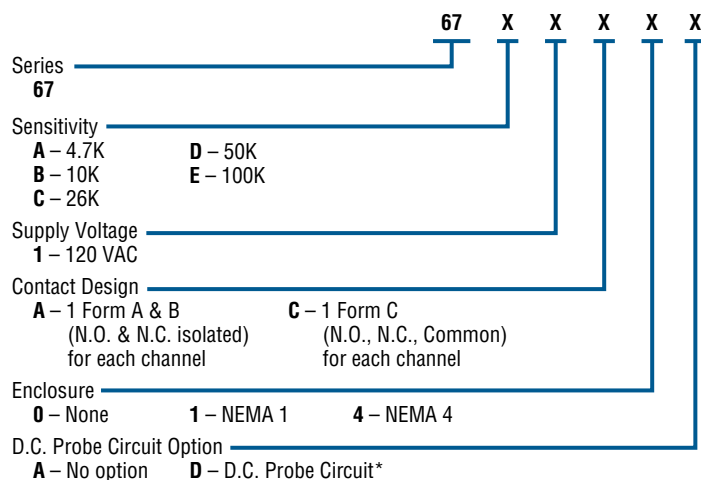 67 X X X X X
Series
67
Sensitivity
A – 4.7K D – 50K
B – 10K E – 100K
C – 26K
Supply Voltage
1 – 120 VAC
Contact Design
A – 1 Form A & B C – 1 Form C
(N.O. & N.C. isolated) (N.O., N.C., Common)
for each channel for each channel
Enclosure
0 – None 1 – NEMA 1 4 – NEMA 4
D.C. Probe Circuit Option
A – No option D – D.C. Probe Circuit*